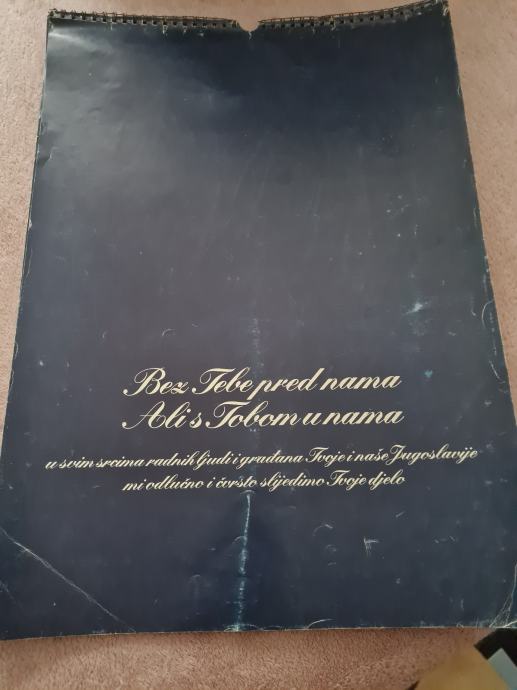 Bez Tebe pred nama
Ali s Tobom u nama
u svim srcima radnih ljudi i građana Tvoje i naše Jugoslavije
mi odlučno i čvrsto slijedimo Tvoje djelo